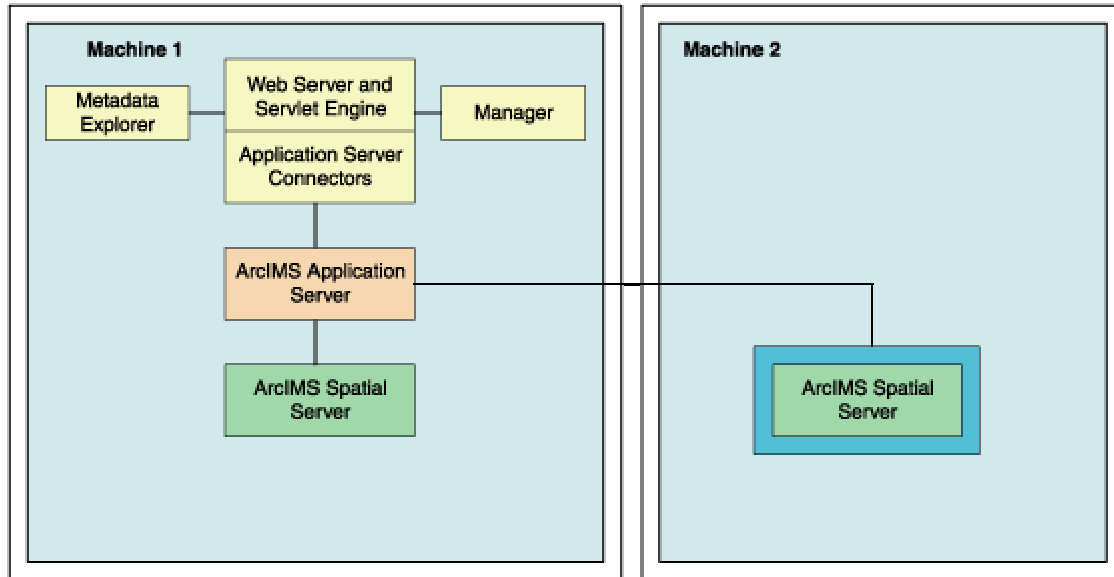 Machine 1
Web Server and
Servlet Engine
Metadata
Explorer
Manager
Application Server
Connectors
ArcIMS Application
Server
ArcIMS Spatial
Server
Machine 2
ArcIMS Spatial
Server